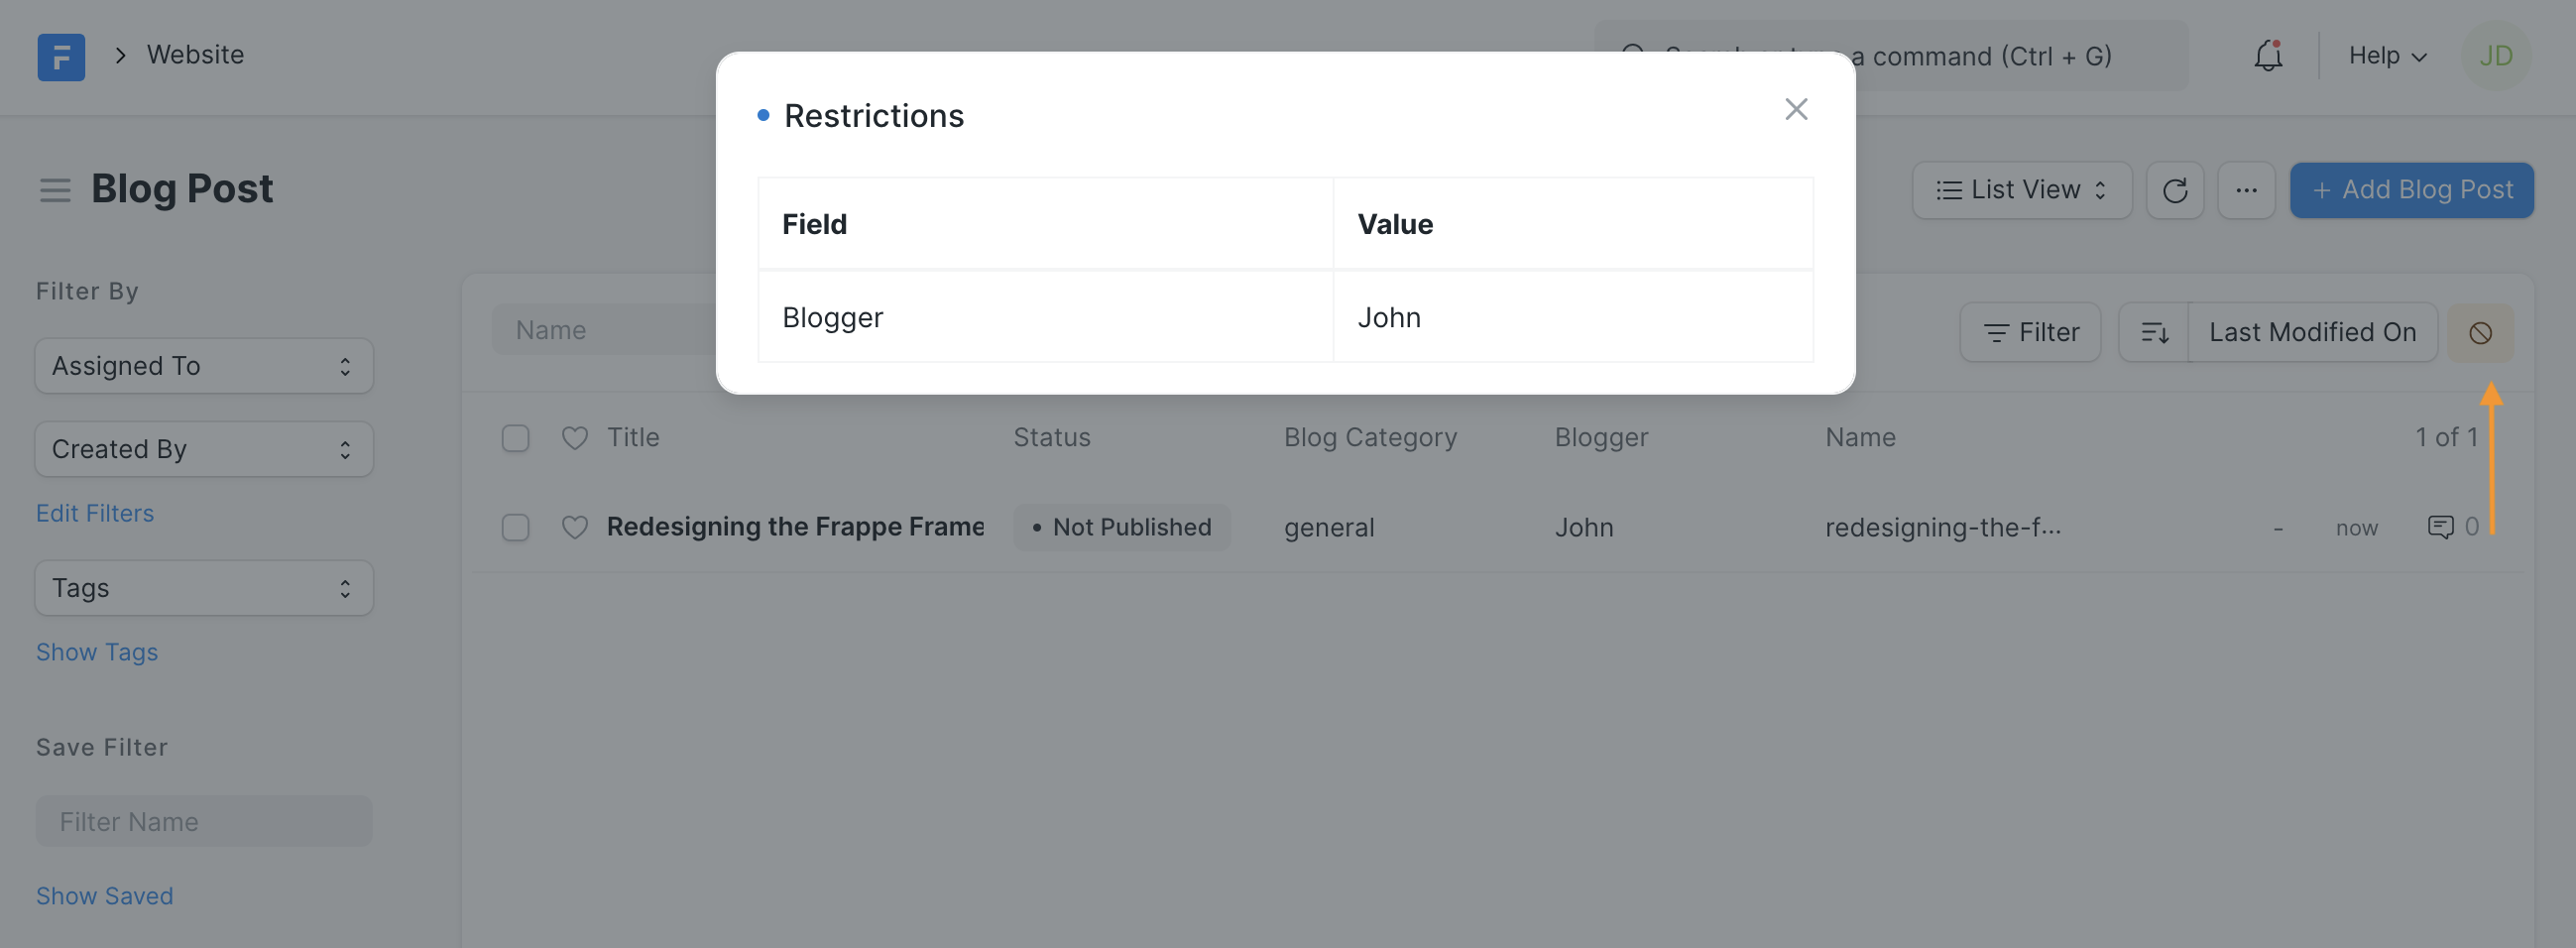 Website
a command (Ctrl + G)
Help
JD
Restrictions
Field Value
Blogger John
Blog Post
List View
···
+ Add Blog Post
Filter By
Assigned To
Created By
Edit Filters
Tags
Show Tags
Save Filter
Filter Name
Show Saved
Name
Filter
Last Modified On
Title Status Blog Category Blogger Name 1 of 1
Redesigning the Frappe Frame • Not Published general John redesigning-the-f... - now 0